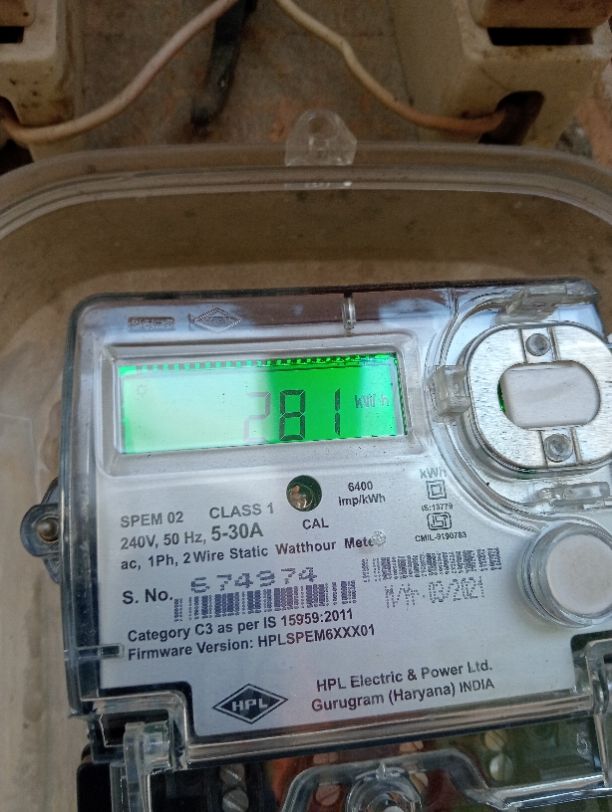 281 kWh
6400
imp/kWh
CAL
kWh
IS:13779
CM/L-9190783
SPEM 02 CLASS 1
240V, 50 Hz, 5-30A
ac, 1Ph, 2 Wire Static Watthour Meter
S. No. 674974
M/Yr.- 03/2021
Category C3 as per IS 15959:2011
Firmware Version: HPLSPEM6XXX01
HPL
HPL Electric & Power Ltd.
Gurugram (Haryana) INDIA